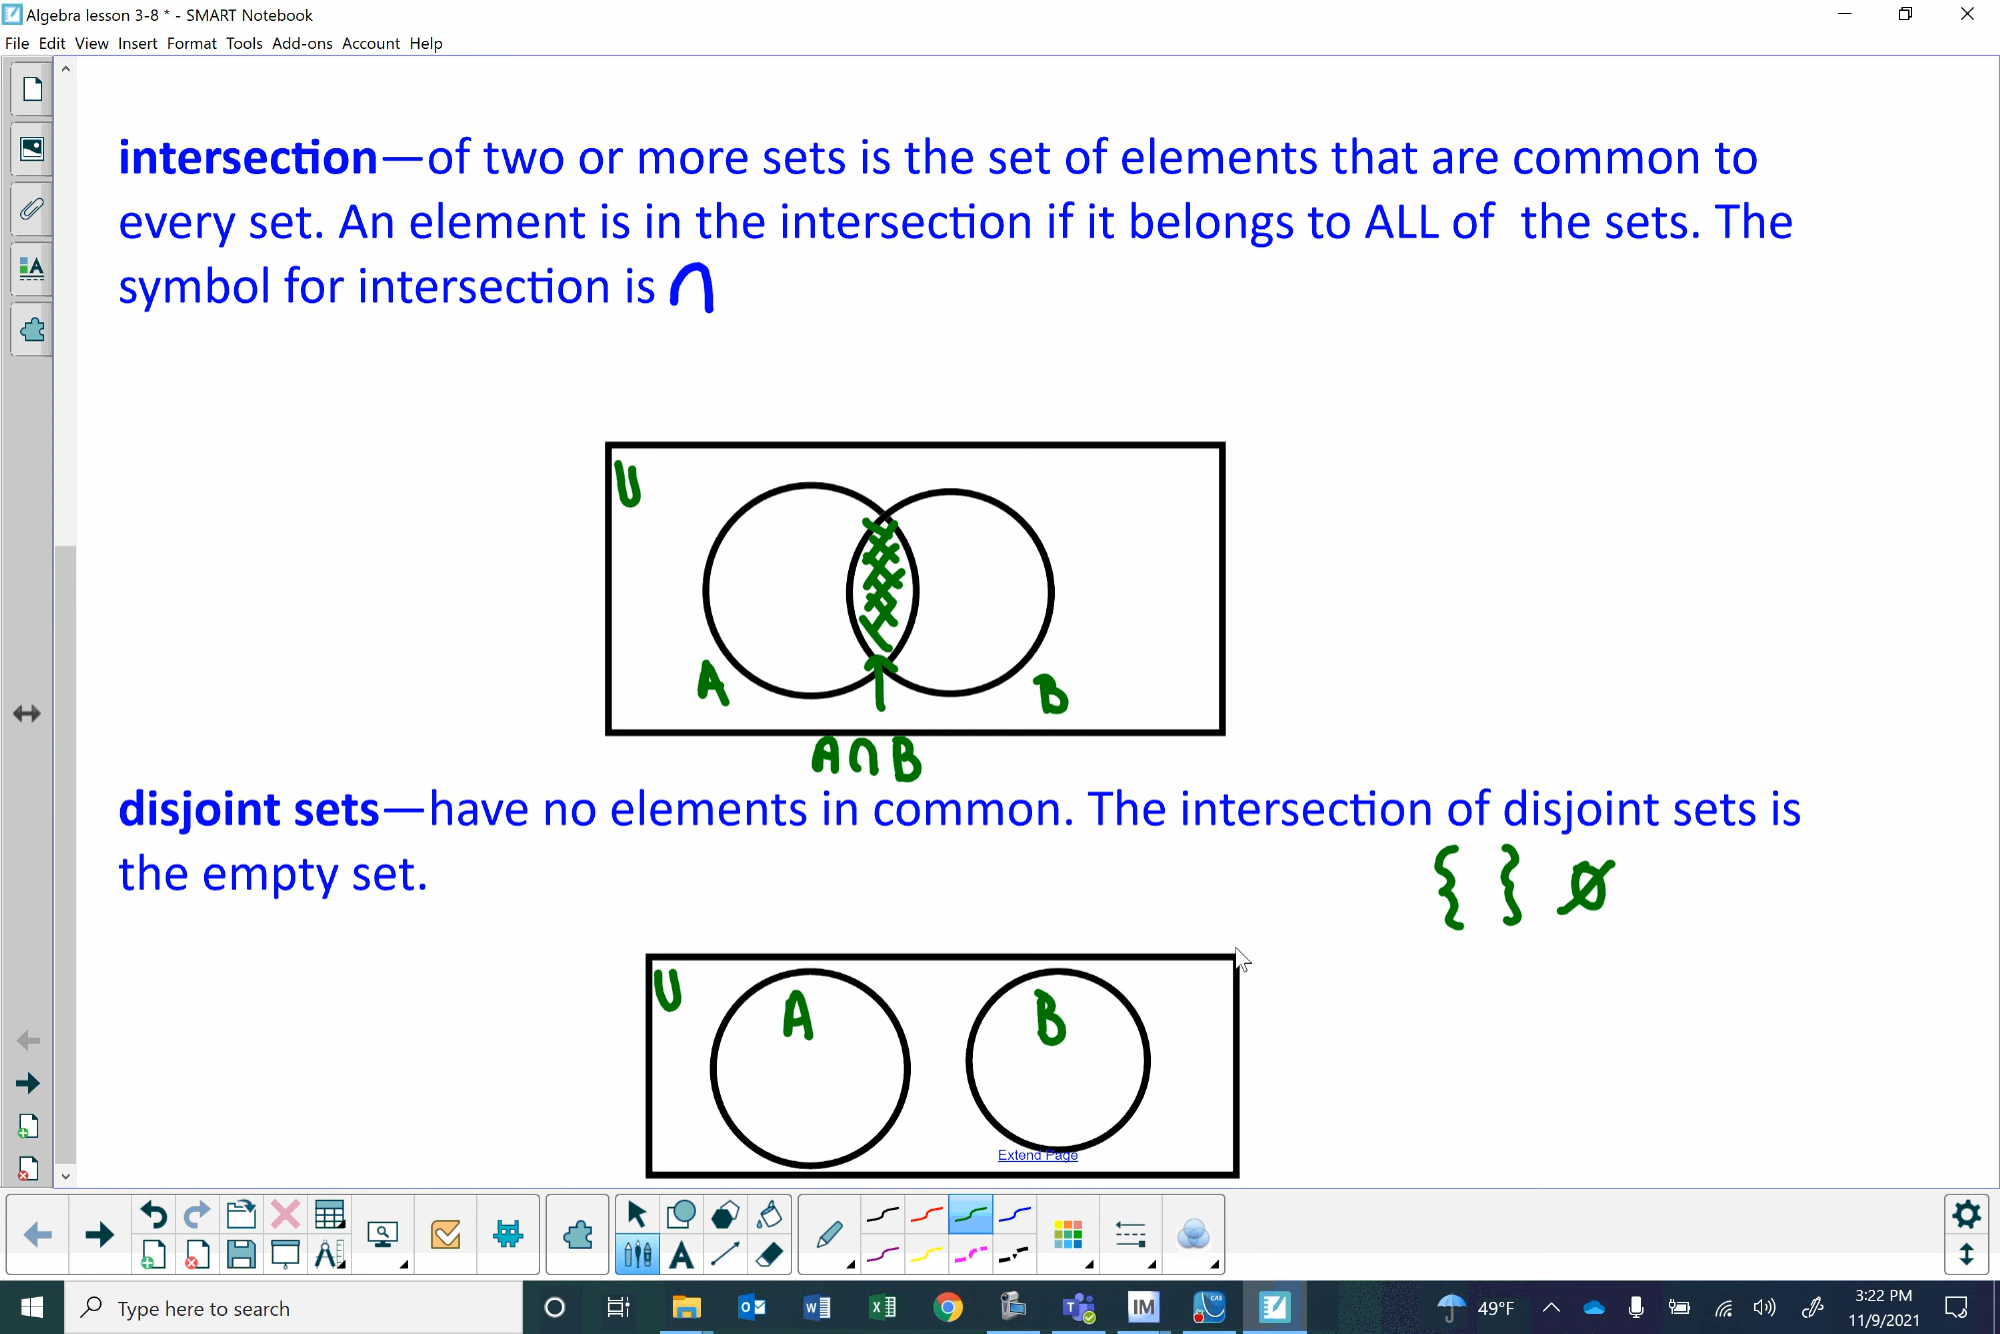 Algebra lesson 3-8 * - SMART Notebook
File Edit View Insert Format Tools Add-ons Account Help
intersection—of two or more sets is the set of elements that are common to
every set. An element is in the intersection if it belongs to ALL of the sets. The
symbol for intersection is ∩
U
A
B
A∩B
disjoint sets—have no elements in common. The intersection of disjoint sets is
the empty set.
{ } Ø
U
A
B
Extend Page
Type here to search
49°F
3:22 PM
11/9/2021
IM
CAS